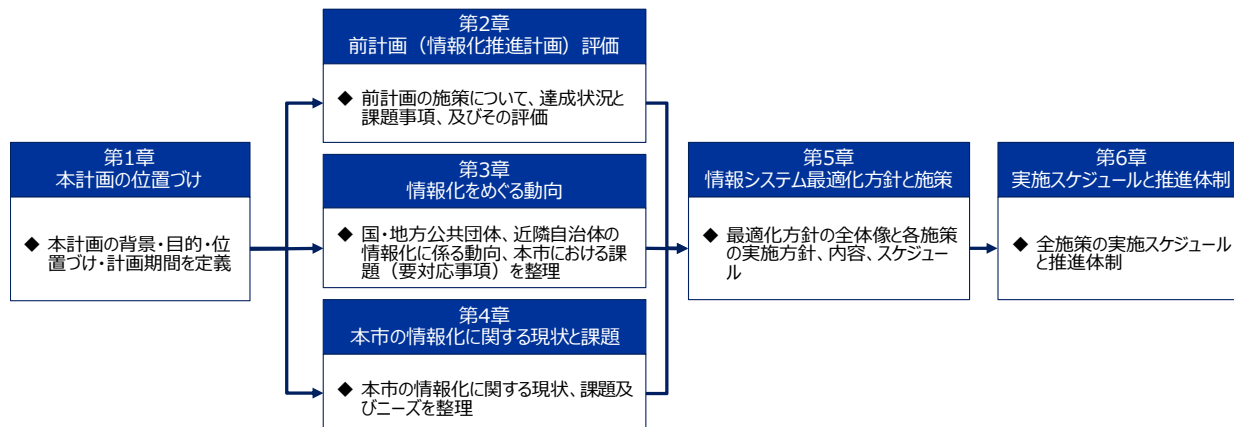 第1章
本計画の位置づけ
◆ 本計画の背景・目的・位
置づけ・計画期間を定義
第2章
前計画（情報化推進計画）評価
◆ 前計画の施策について、達成状況と
課題事項、及びその評価
第3章
情報化をめぐる動向
◆ 国・地方公共団体、近隣自治体の
情報化に係る動向、本市における課
題（要対応事項）を整理
第4章
本市の情報化に関する現状と課題
◆ 本市の情報化に関する現状、課題及
びニーズを整理
第5章
情報システム最適化方針と施策
◆ 最適化方針の全体像と各施策
の実施方針、内容、スケジュー
ル
第6章
実施スケジュールと推進体制
◆ 全施策の実施スケジュール
と推進体制